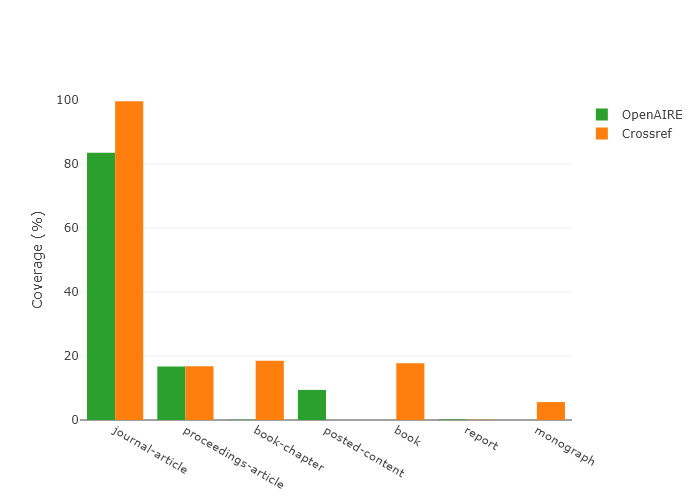 100
80
60
40
20
0
Coverage (%)
journal-article
proceedings-article
book-chapter
posted-content
book
report
monograph
OpenAIRE
Crossref